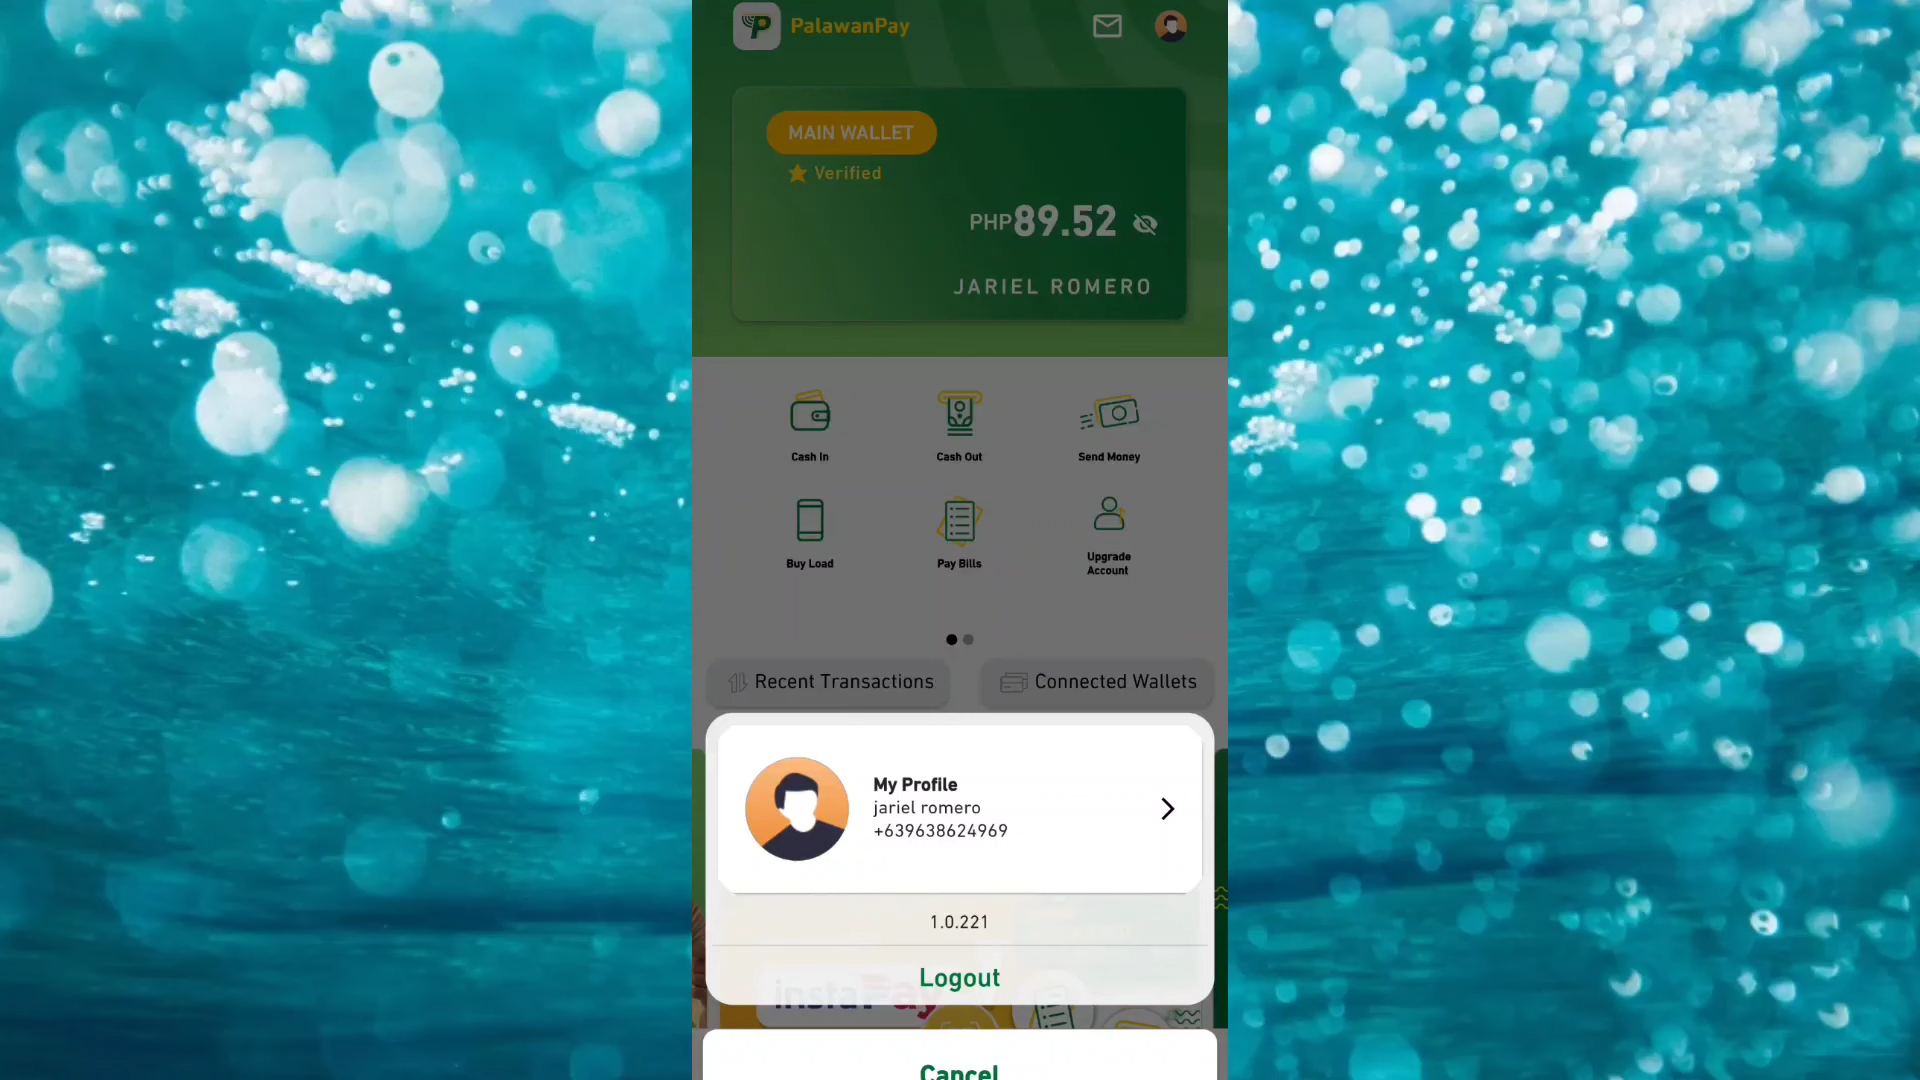 PalawanPay
MAIN WALLET
Verified
PHP89.52
JARIEL ROMERO
Cash In
Cash Out
Send Money
Buy Load
Pay Bills
Upgrade
Account
Recent Transactions
Connected Wallets
My Profile
jariel romero
+639638624969
1.0.221
Logout
instaPay
Cancel